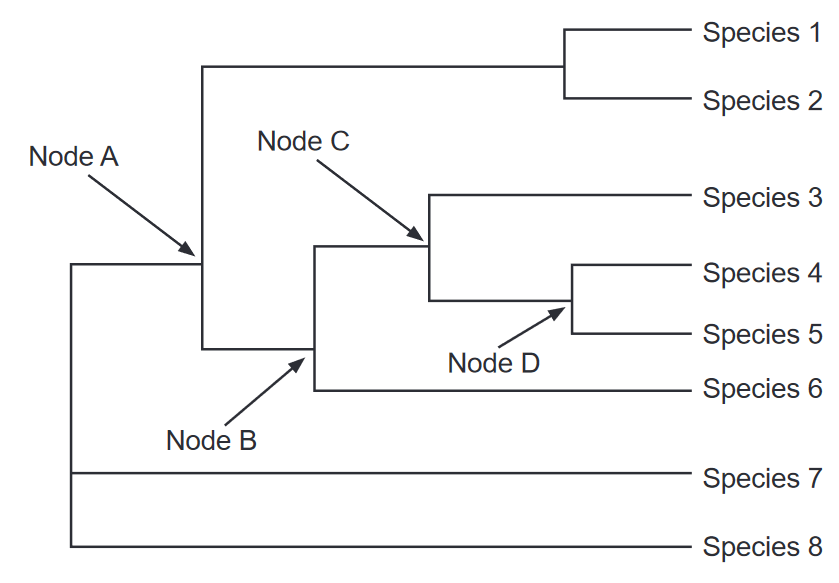 Species 1
Species 2
Node C
Node A
Species 3
Species 4
Species 5
Node D
Species 6
Node B
Species 7
Species 8